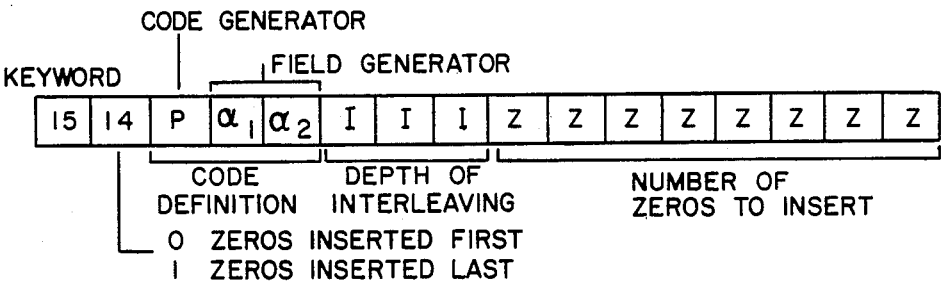 CODE GENERATOR
FIELD GENERATOR
KEYWORD
15 14 P α1 α2 I I I Z Z Z Z Z Z Z Z
CODE DEFINITION
DEPTH OF INTERLEAVING
NUMBER OF ZEROS TO INSERT
0 ZEROS INSERTED FIRST
1 ZEROS INSERTED LAST